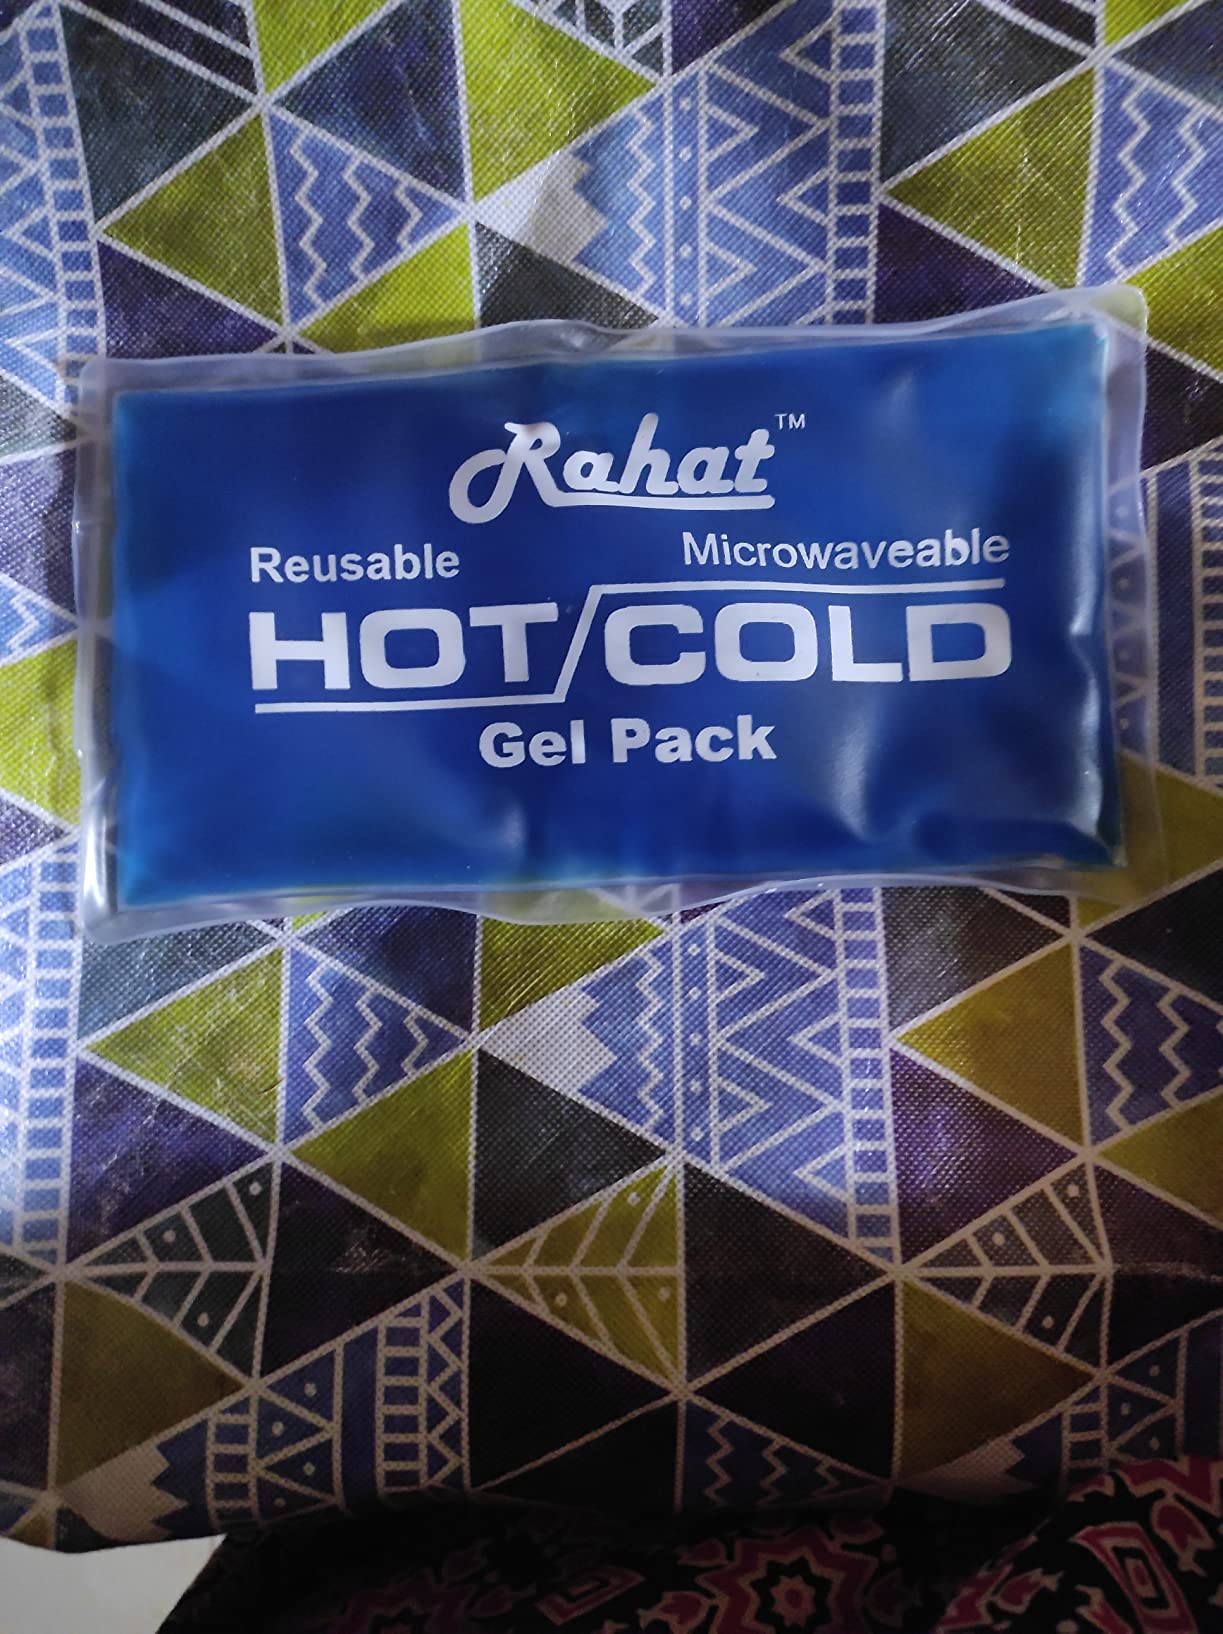 Rahat™
Reusable Microwaveable
HOT/COLD
Gel Pack